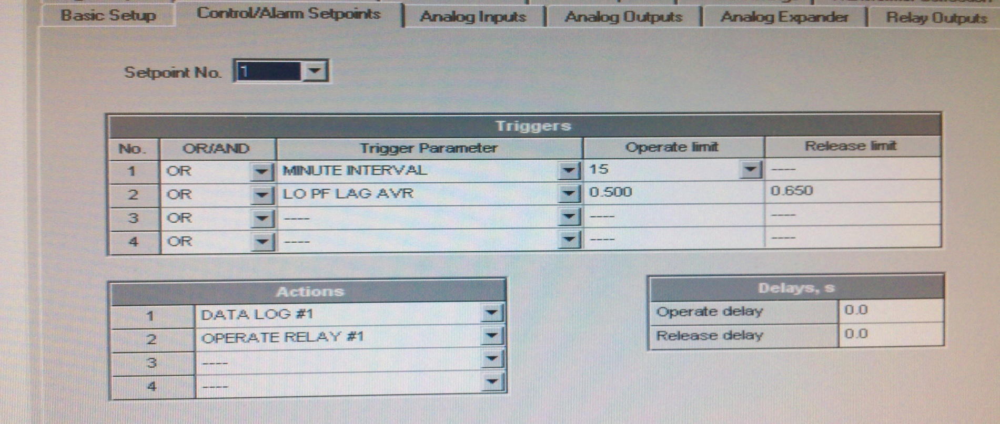 Basic Setup Control/Alarm Setpoints Analog Inputs Analog Outputs Analog Expander Relay Outputs
Setpoint No. 1
Triggers
No. OR/AND Trigger Parameter Operate limit Release limit
1 OR MINUTE INTERVAL 15 ----
2 OR LO PF LAG AVR 0.500 0.650
3 OR ---- ---- ----
4 OR ---- ---- ----
Actions
1 DATA LOG #1
2 OPERATE RELAY #1
3 ----
4 ----
Delays, s
Operate delay 0.0
Release delay 0.0